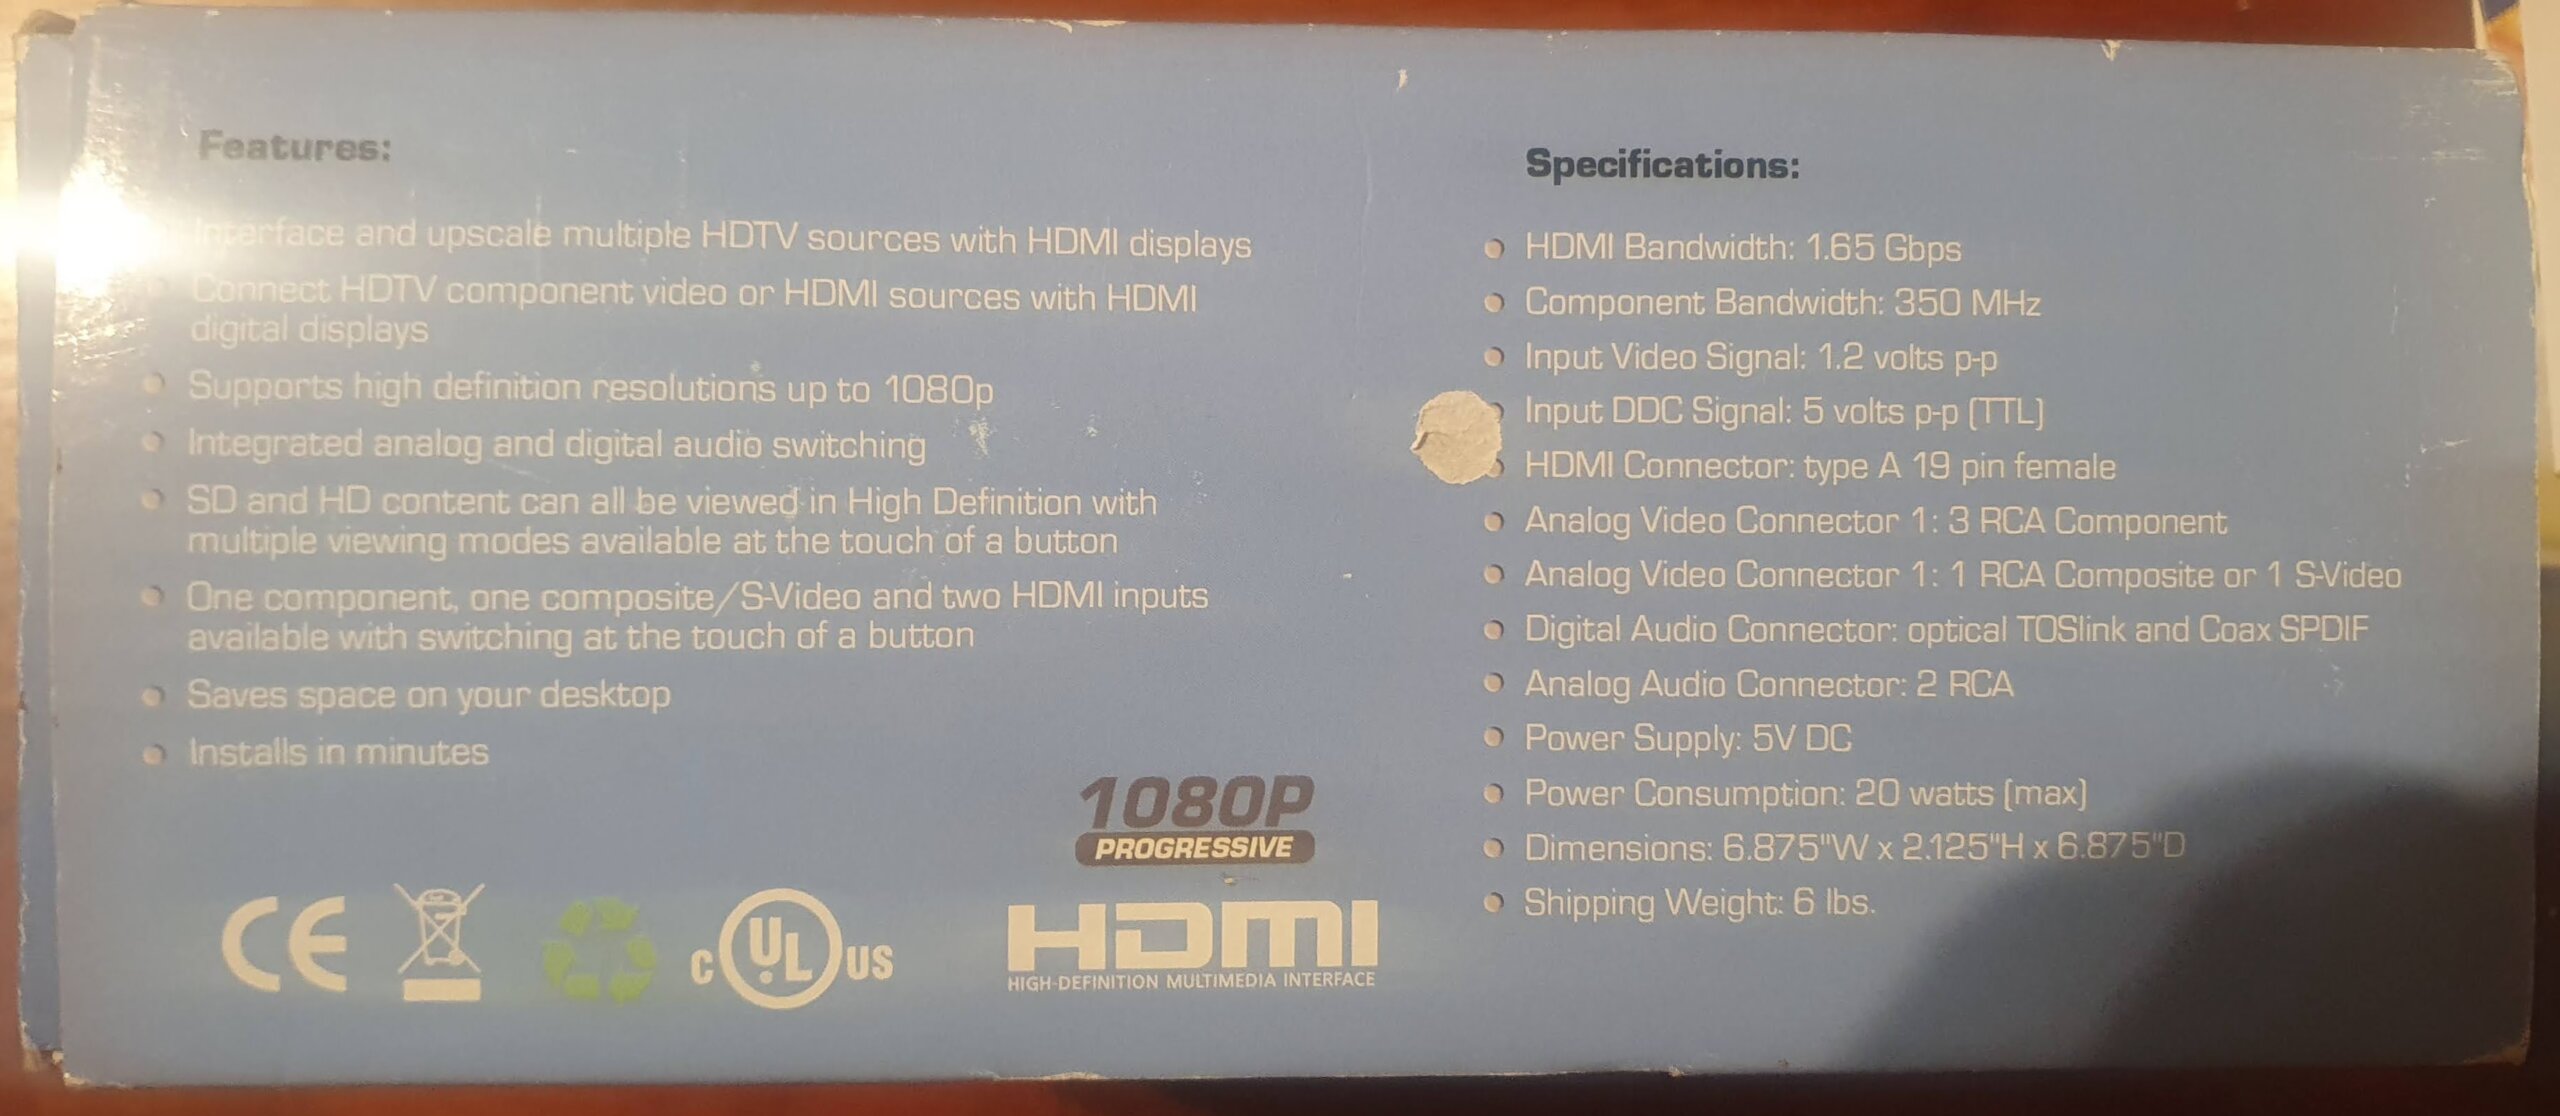 Features:
Interface and upscale multiple HDTV sources with HDMI displays
Connect HDTV component video or HDMI sources with HDMI
digital displays
Supports high definition resolutions up to 1080p
Integrated analog and digital audio switching
SD and HD content can all be viewed in High Definition with
multiple viewing modes available at the touch of a button
One component, one composite/S-Video and two HDMI inputs
available with switching at the touch of a button
Saves space on your desktop
Installs in minutes
1080P
PROGRESSIVE
CE
c UL US
HDMI
HIGH-DEFINITION MULTIMEDIA INTERFACE
Specifications:
HDMI Bandwidth: 1.65 Gbps
Component Bandwidth: 350 MHz
Input Video Signal: 1.2 volts p-p
Input DDC Signal: 5 volts p-p (TTL)
HDMI Connector: type A 19 pin female
Analog Video Connector 1: 3 RCA Component
Analog Video Connector 1: 1 RCA Composite or 1 S-Video
Digital Audio Connector: optical TOSlink and Coax SPDIF
Analog Audio Connector: 2 RCA
Power Supply: 5V DC
Power Consumption: 20 watts (max)
Dimensions: 6.875"W x 2.125"H x 6.875"D
Shipping Weight: 6 lbs.